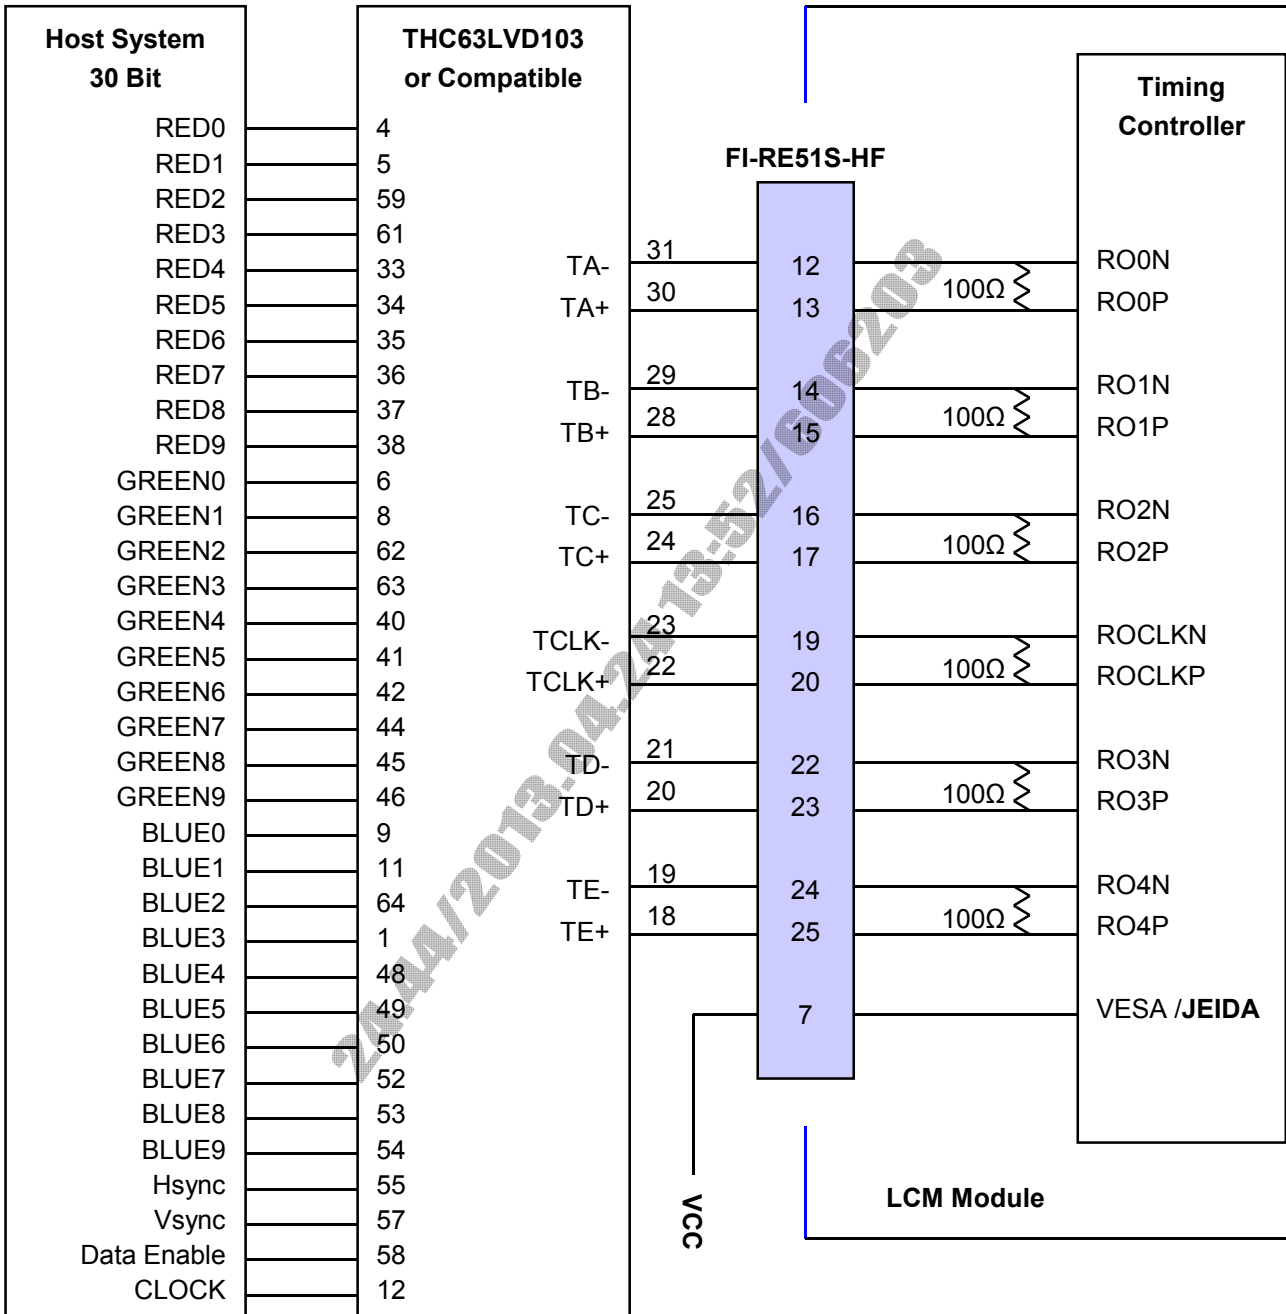 Host System
30 Bit
RED0
RED1
RED2
RED3
RED4
RED5
RED6
RED7
RED8
RED9
GREEN0
GREEN1
GREEN2
GREEN3
GREEN4
GREEN5
GREEN6
GREEN7
GREEN8
GREEN9
BLUE0
BLUE1
BLUE2
BLUE3
BLUE4
BLUE5
BLUE6
BLUE7
BLUE8
BLUE9
Hsync
Vsync
Data Enable
CLOCK
THC63LVD103
or Compatible
4
5
59
61
33
34
35
36
37
38
6
8
62
63
40
41
42
44
45
46
9
11
64
1
48
49
50
52
53
54
55
57
58
12
TA-
TA+
TB-
TB+
TC-
TC+
TCLK-
TCLK+
TD-
TD+
TE-
TE+
31
30
29
28
25
24
23
22
21
20
19
18
FI-RE51S-HF
12
13
14
15
16
17
19
20
22
23
24
25
7
VCC
100Ω
100Ω
100Ω
100Ω
100Ω
100Ω
Timing
Controller
RO0N
RO0P
RO1N
RO1P
RO2N
RO2P
ROCLKN
ROCLKP
RO3N
RO3P
RO4N
RO4P
VESA /JEIDA
LCM Module